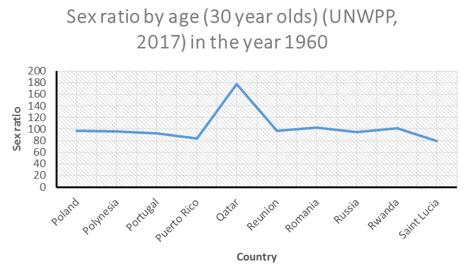 Sex ratio by age (30 year olds) (UNWPP,
2017) in the year 1960
200
180
160
140
120
100
80
60
40
20
0
Sex ratio
Poland
Polynesia
Portugal
Puerto Rico
Qatar
Reunion
Romania
Russia
Rwanda
Saint Lucia
Country